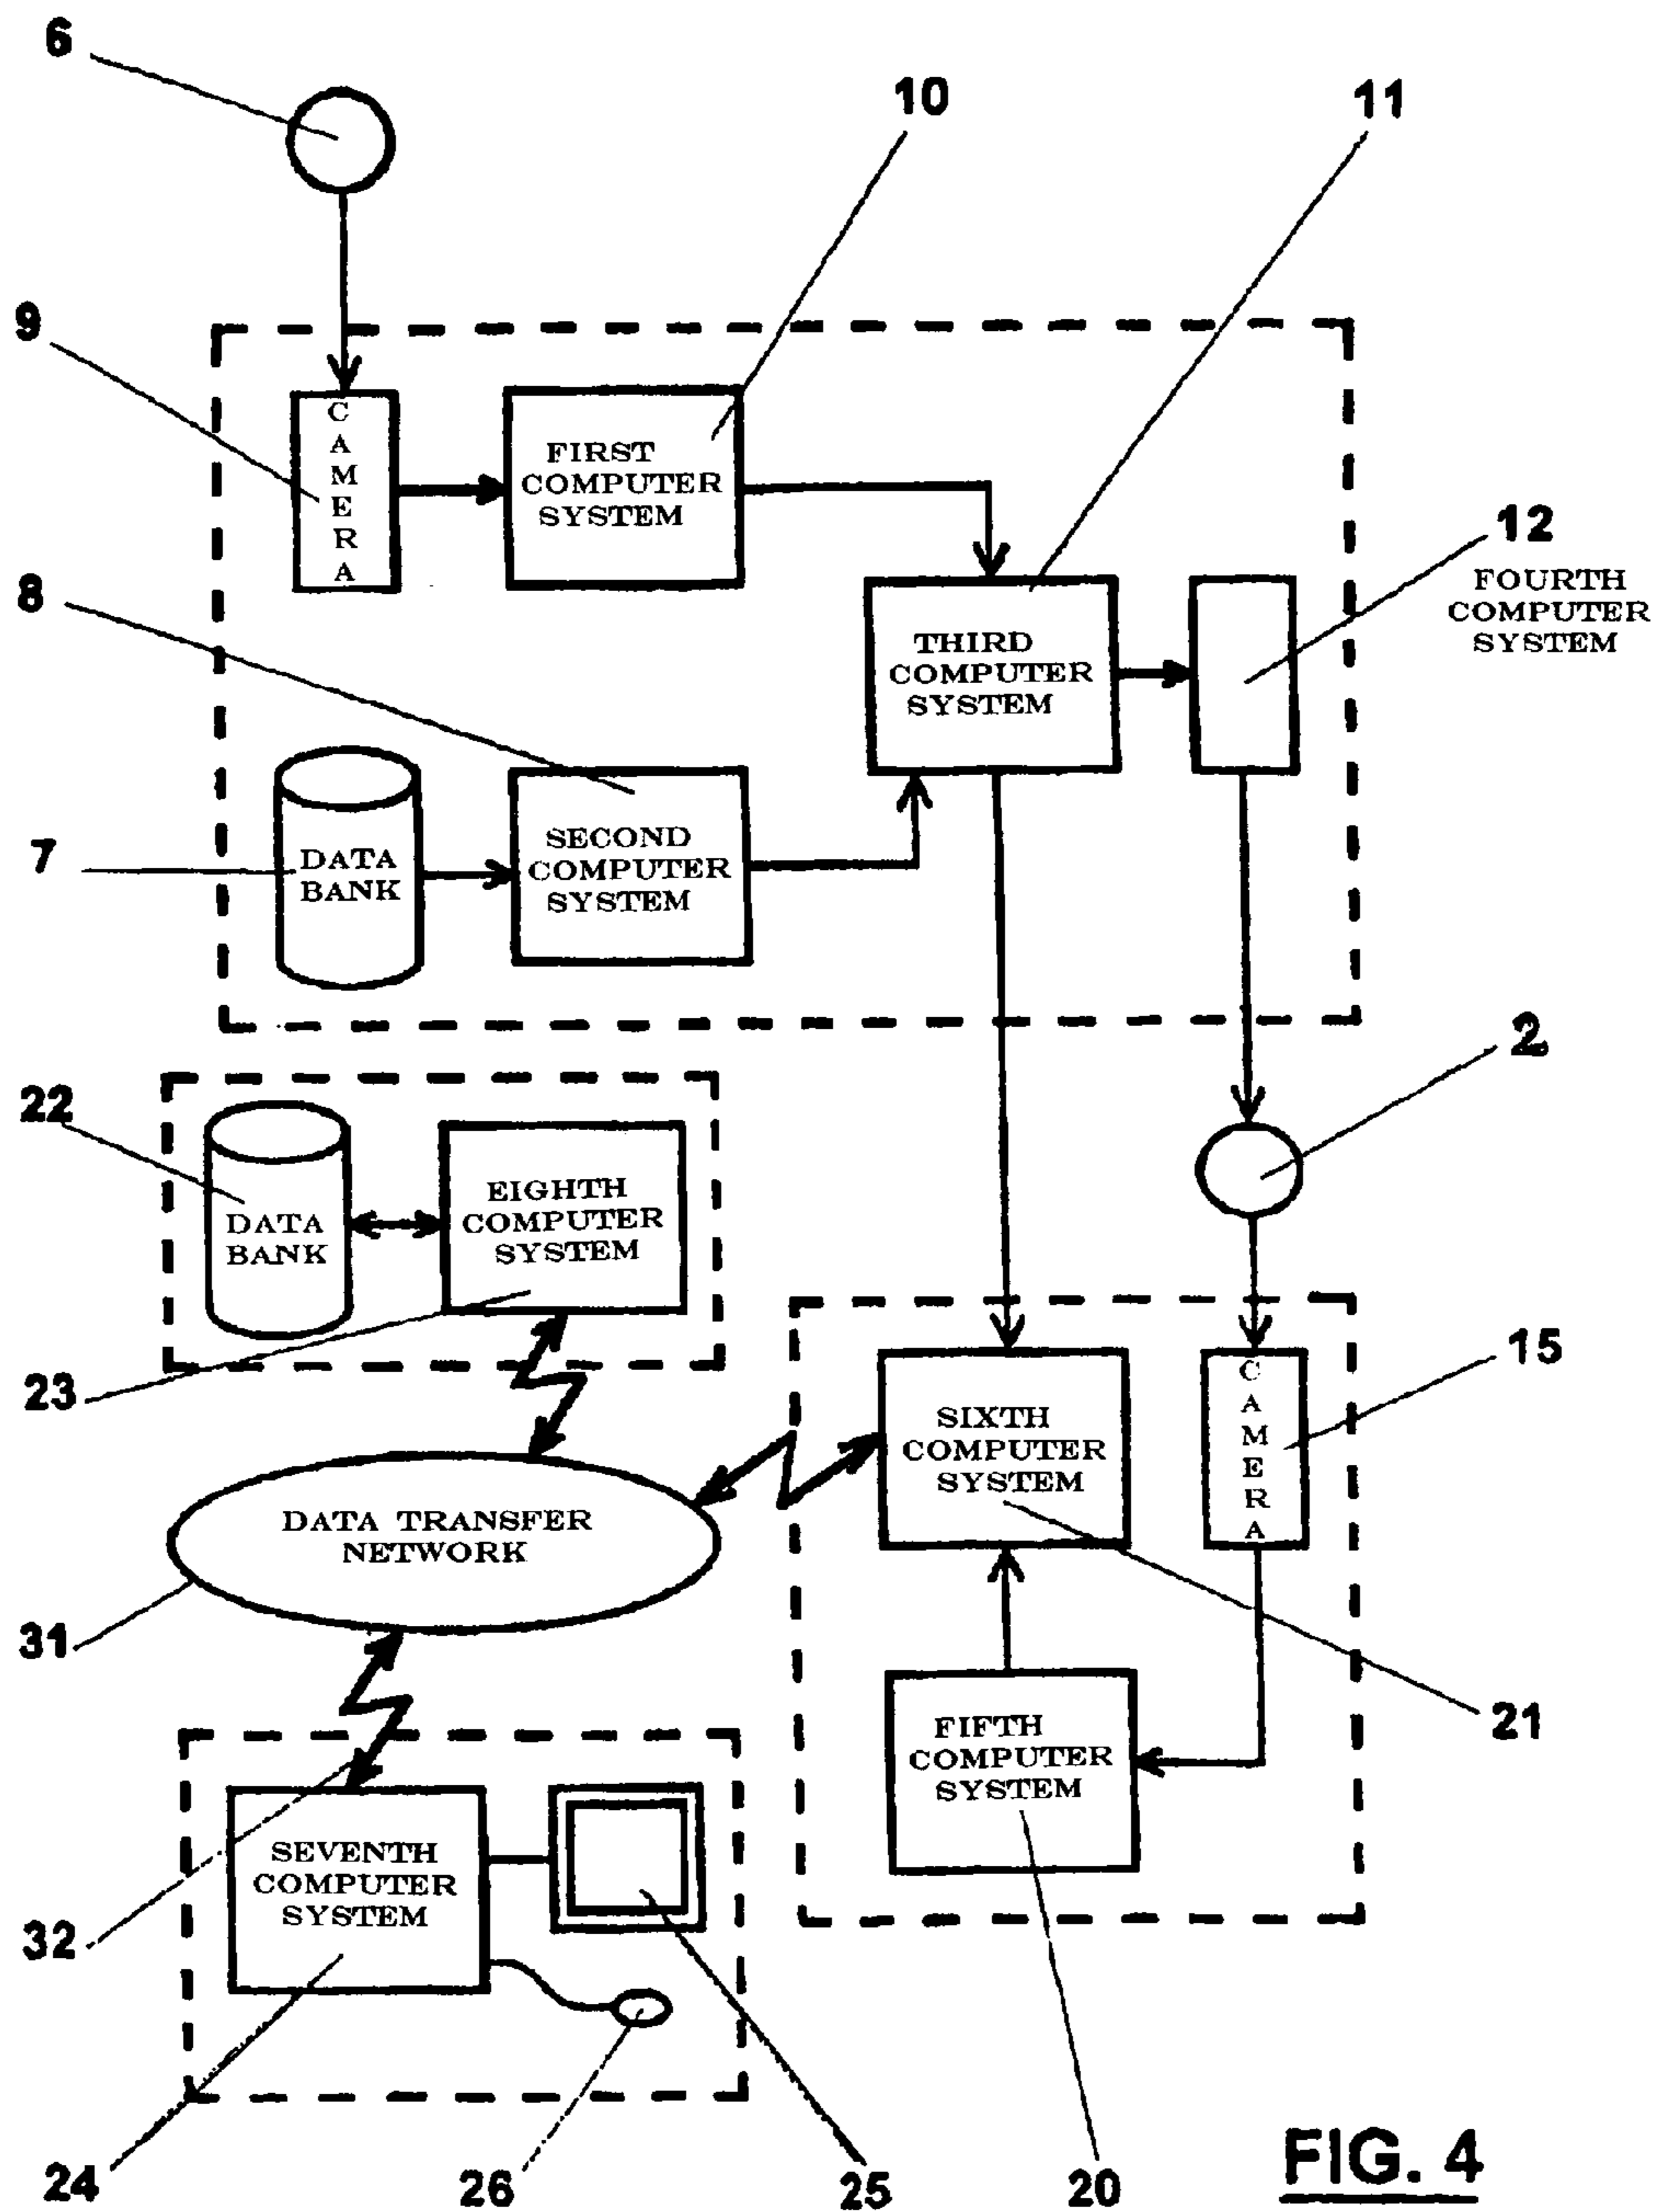 6
10
11
9
CAMERA
FIRST
COMPUTER
SYSTEM
12
FOURTH
COMPUTER
SYSTEM
8
THIRD
COMPUTER
SYSTEM
7
DATA
BANK
SECOND
COMPUTER
SYSTEM
2
22
DATA
BANK
EIGHTH
COMPUTER
SYSTEM
23
15
CAMERA
SIXTH
COMPUTER
SYSTEM
DATA TRANSFER
NETWORK
31
21
FIFTH
COMPUTER
SYSTEM
SEVENTH
COMPUTER
SYSTEM
32
24
26
25
20
FIG. 4